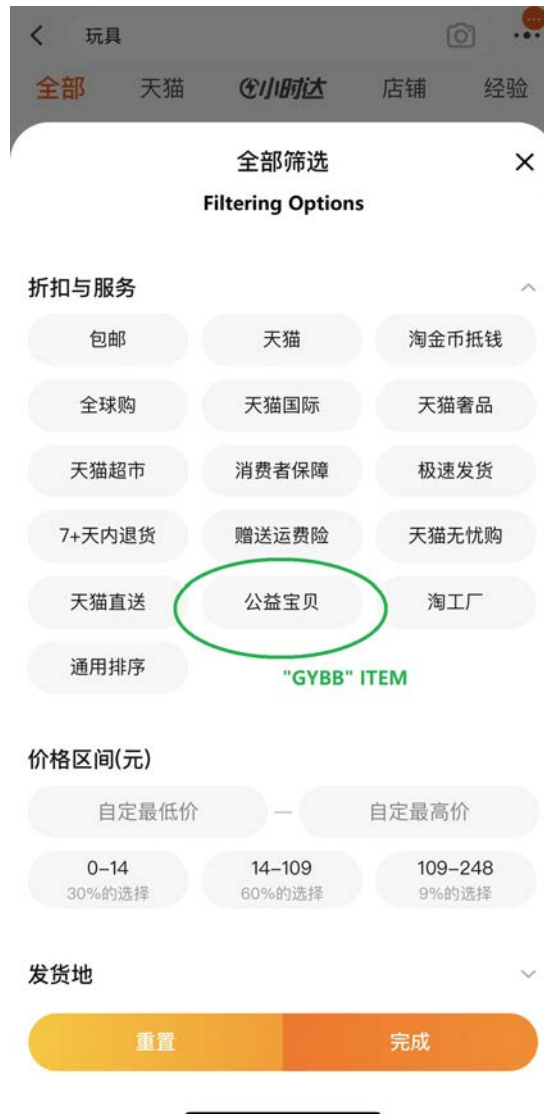 玩具
全部 天猫 小时达 店铺 经验
全部筛选
Filtering Options
折扣与服务
包邮 天猫 淘金币抵钱
全球购 天猫国际 天猫奢品
天猫超市 消费者保障 极速发货
7+天内退货 赠送运费险 天猫无忧购
天猫直送 公益宝贝 淘工厂
通用排序
"GYBB" ITEM
价格区间(元)
自定最低价 — 自定最高价
0–14 14–109 109–248
30%的选择 60%的选择 9%的选择
发货地
重置 完成